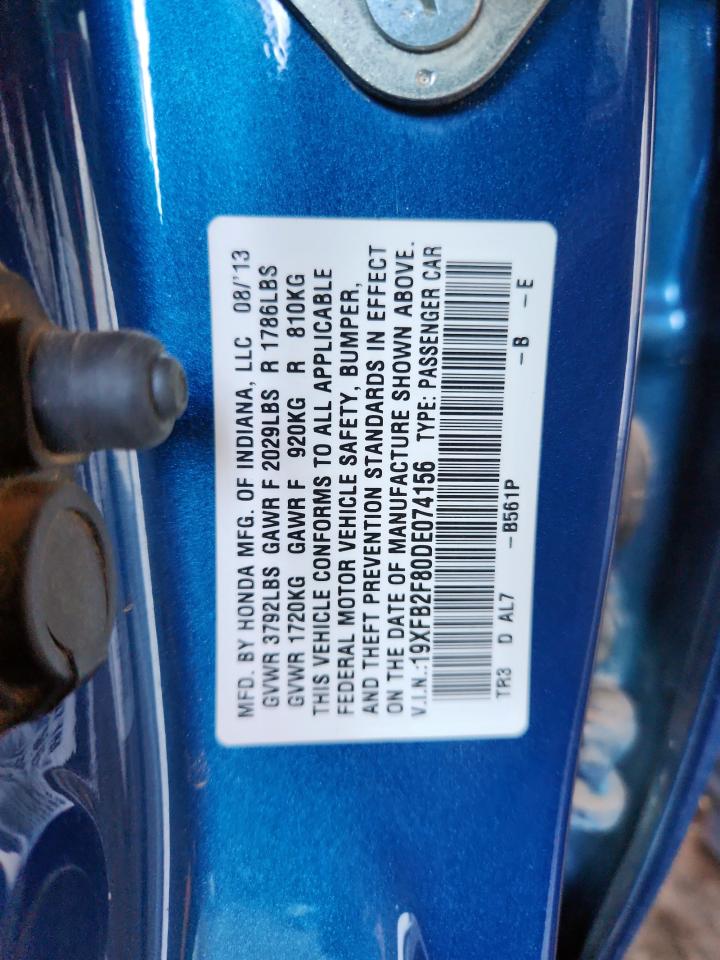 MFD. BY HONDA MFG. OF INDIANA, LLC 08/'13
GVWR 3792LBS GAWR F 2029LBS R 1786LBS
GVWR 1720KG GAWR F 920KG R 810KG
THIS VEHICLE CONFORMS TO ALL APPLICABLE
FEDERAL MOTOR VEHICLE SAFETY, BUMPER,
AND THEFT PREVENTION STANDARDS IN EFFECT
ON THE DATE OF MANUFACTURE SHOWN ABOVE.
V.I.N.:19XFB2F80DE074156 TYPE: PASSENGER CAR
TR3 D AL7 -B561P -B -E